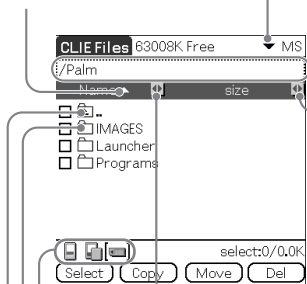 CLIE Files 63008K Free MS
/Palm
Name size
..
IMAGES
Launcher
Programs
select:0/0.0K
Select Copy Move Del